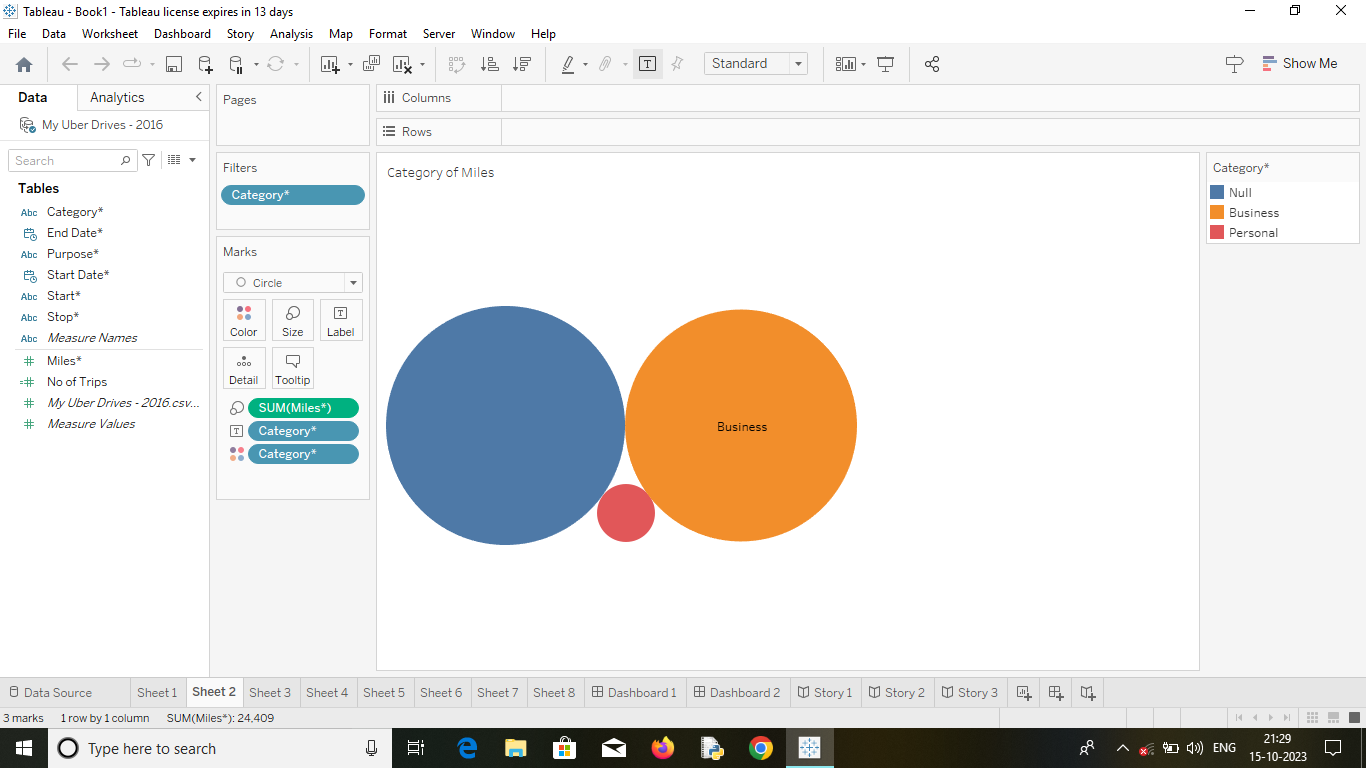 Tableau - Book1 - Tableau license expires in 13 days
File Data Worksheet Dashboard Story Analysis Map Format Server Window Help
Standard
Show Me
Data Analytics
My Uber Drives - 2016
Search
Tables
Abc Category*
End Date*
Abc Purpose*
Start Date*
Abc Start*
Abc Stop*
Abc Measure Names
Miles*
No of Trips
My Uber Drives - 2016.csv...
Measure Values
Pages
Filters
Category*
Marks
Circle
Color Size Label
Detail Tooltip
SUM(Miles*)
Category*
Category*
Columns
Rows
Category of Miles
Business
Category*
Null
Business
Personal
Data Source Sheet 1 Sheet 2 Sheet 3 Sheet 4 Sheet 5 Sheet 6 Sheet 7 Sheet 8 Dashboard 1 Dashboard 2 Story 1 Story 2 Story 3
3 marks 1 row by 1 column SUM(Miles*): 24,409
Type here to search
ENG
21:29
15-10-2023